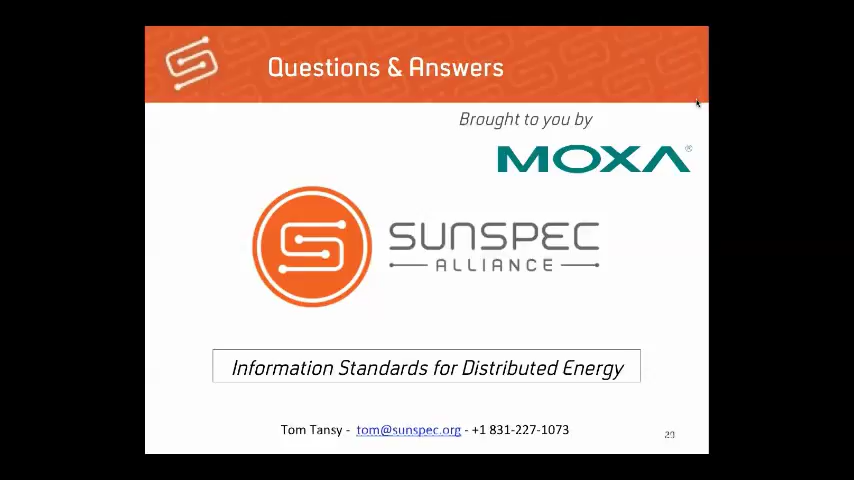 Questions & Answers
Brought to you by
MOXA®
SUNSPEC
ALLIANCE
Information Standards for Distributed Energy
Tom Tansy - tom@sunspec.org - +1 831-227-1073